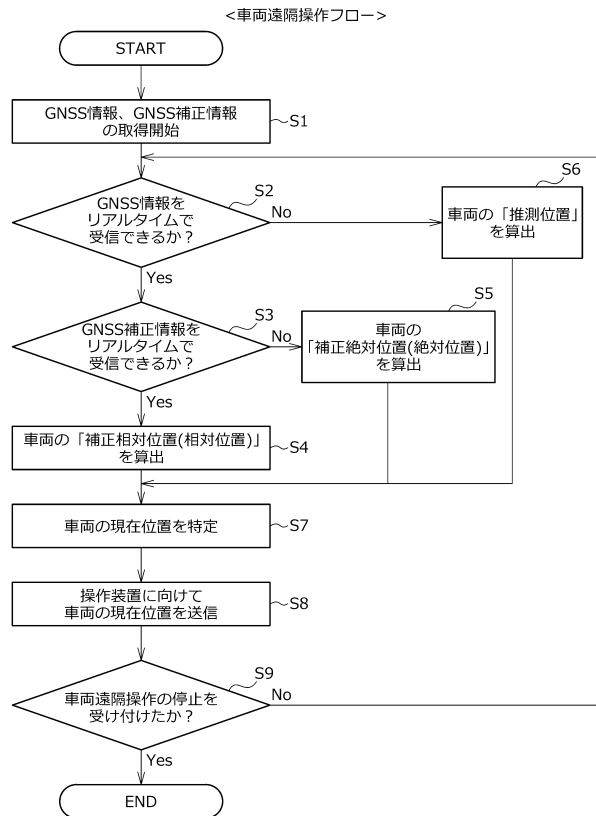 <車両遠隔操作フロー>
START
GNSS情報、GNSS補正情報
の取得開始
S1
GNSS情報を
リアルタイムで
受信できるか？
S2
No
Yes
車両の「推測位置」
を算出
S6
GNSS補正情報を
リアルタイムで
受信できるか？
S3
No
Yes
車両の
「補正絶対位置(絶対位置)」
を算出
S5
車両の「補正相対位置(相対位置)」
を算出
S4
車両の現在位置を特定
S7
操作装置に向けて
車両の現在位置を送信
S8
車両遠隔操作の停止を
受け付けたか？
S9
No
Yes
END